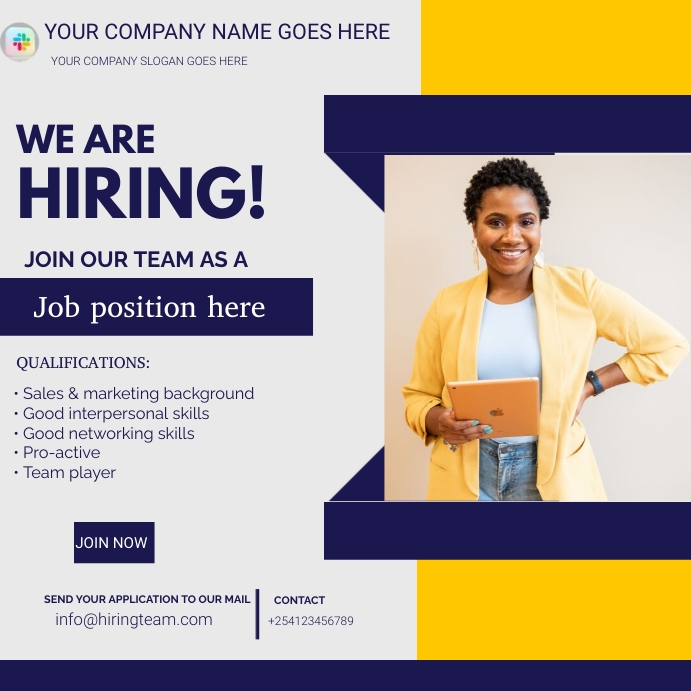 YOUR COMPANY NAME GOES HERE
YOUR COMPANY SLOGAN GOES HERE
WE ARE
HIRING!
JOIN OUR TEAM AS A
Job position here
QUALIFICATIONS:
• Sales & marketing background
• Good interpersonal skills
• Good networking skills
• Pro-active
• Team player
JOIN NOW
SEND YOUR APPLICATION TO OUR MAIL
info@hiringteam.com
CONTACT
+254123456789